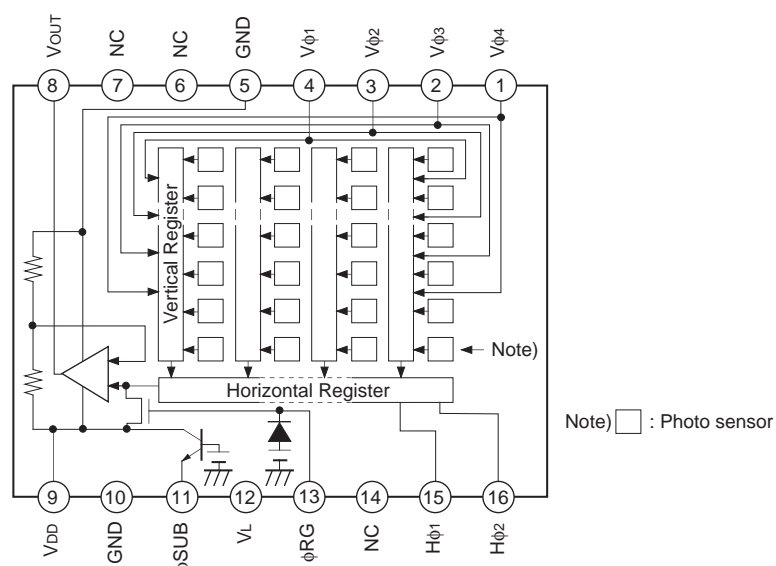 VOUT NC NC GND Vφ1 Vφ2 Vφ3 Vφ4
8 7 6 5 4 3 2 1
Vertical Register
Note)
Horizontal Register
Note) : Photo sensor
9 10 11 12 13 14 15 16
VDD GND φSUB VL φRG NC Hφ1 Hφ2